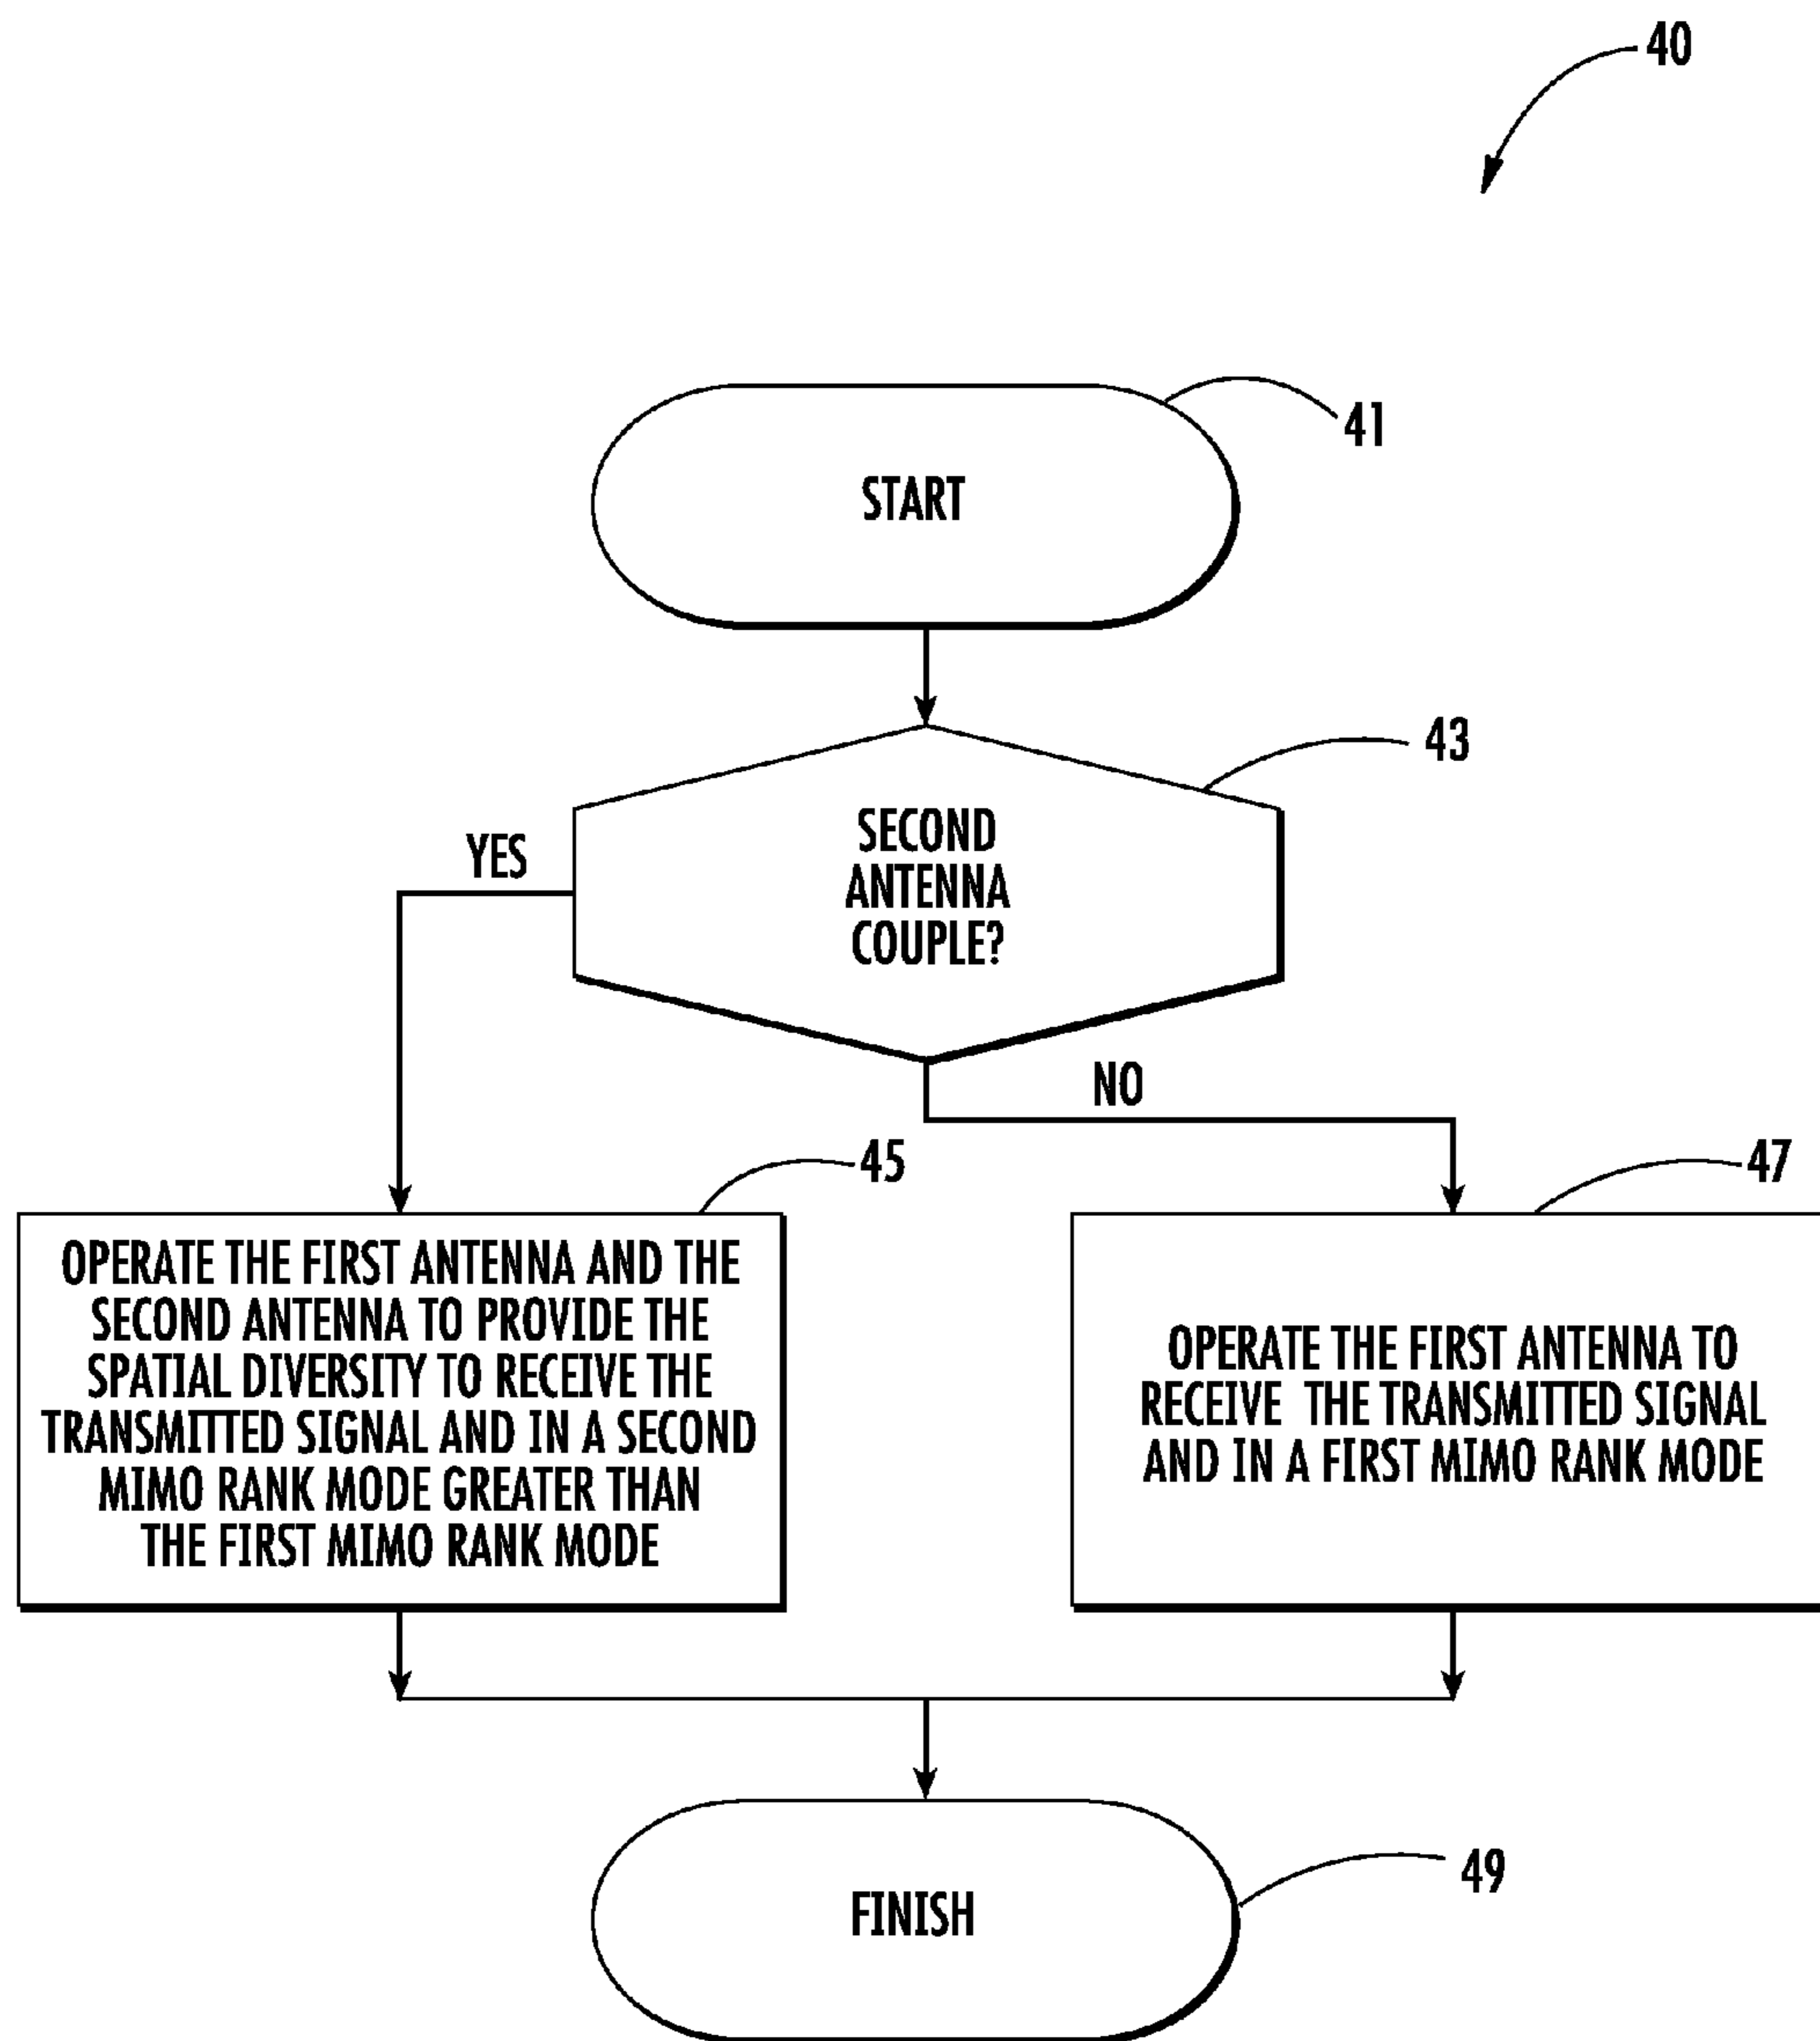 40
START
41
SECOND
ANTENNA
COUPLE?
43
YES
NO
45
OPERATE THE FIRST ANTENNA AND THE
SECOND ANTENNA TO PROVIDE THE
SPATIAL DIVERSITY TO RECEIVE THE
TRANSMITTED SIGNAL AND IN A SECOND
MIMO RANK MODE GREATER THAN
THE FIRST MIMO RANK MODE
47
OPERATE THE FIRST ANTENNA TO
RECEIVE THE TRANSMITTED SIGNAL
AND IN A FIRST MIMO RANK MODE
FINISH
49